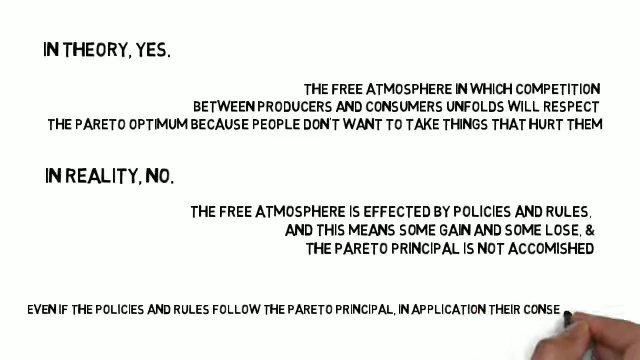 IN THEORY, YES.
THE FREE ATMOSPHERE IN WHICH COMPETITION
BETWEEN PRODUCERS AND CONSUMERS UNFOLDS WILL RESPECT
THE PARETO OPTIMUM BECAUSE PEOPLE DON'T WANT TO TAKE THINGS THAT HURT THEM
IN REALITY, NO.
THE FREE ATMOSPHERE IS EFFECTED BY POLICIES AND RULES,
AND THIS MEANS SOME GAIN AND SOME LOSE, &
THE PARETO PRINCIPAL IS NOT ACCOMISHED
EVEN IF THE POLICIES AND RULES FOLLOW THE PARETO PRINCIPAL, IN APPLICATION THEIR CONSE